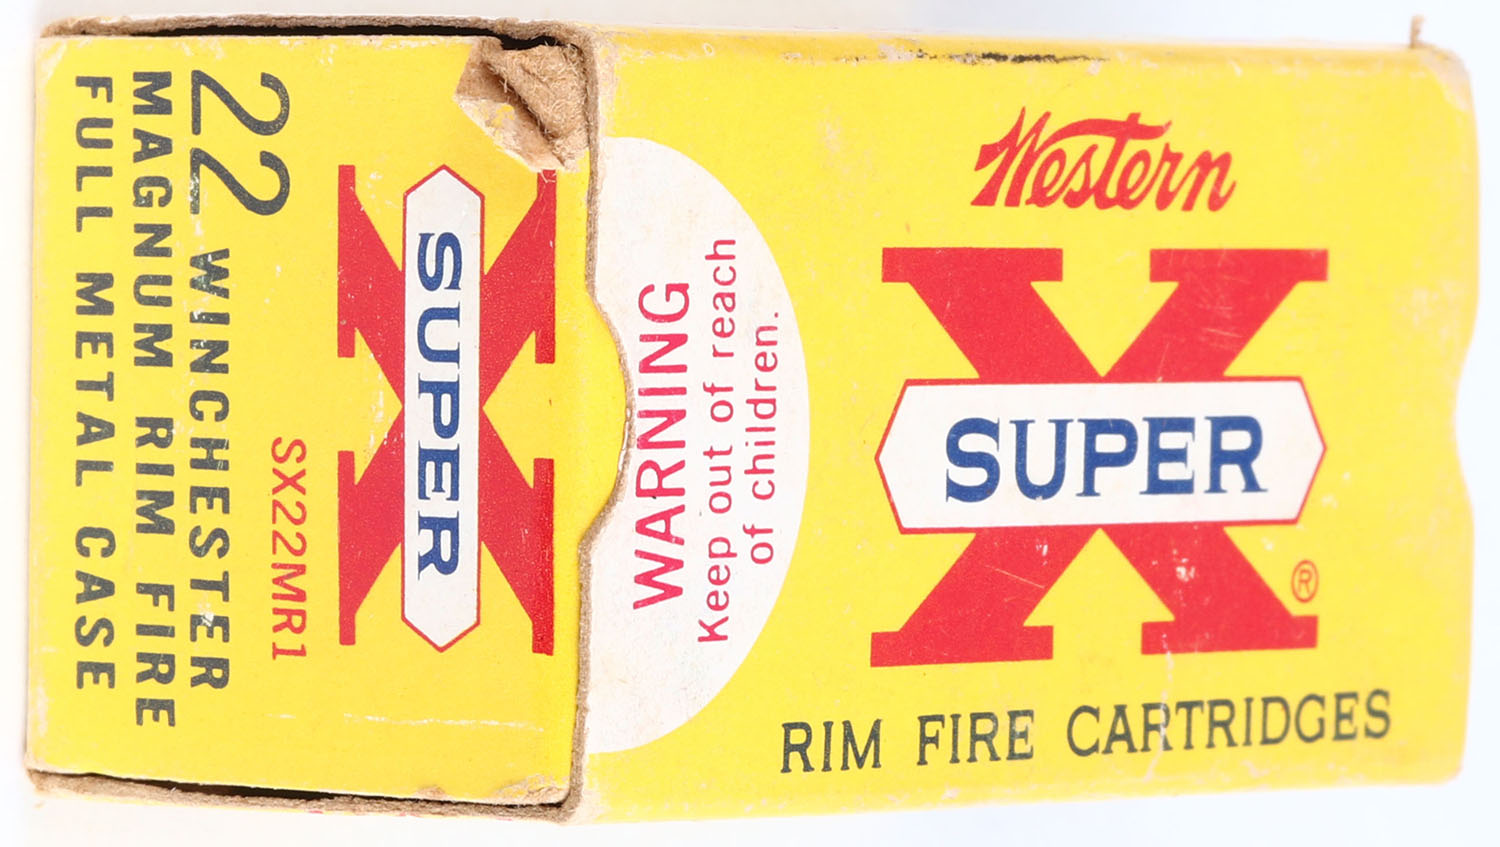 Western
SUPER X
®
RIM FIRE CARTRIDGES
WARNING
Keep out of reach
of children.
SUPER X
SX22MR1
22 WINCHESTER
MAGNUM RIM FIRE
FULL METAL CASE